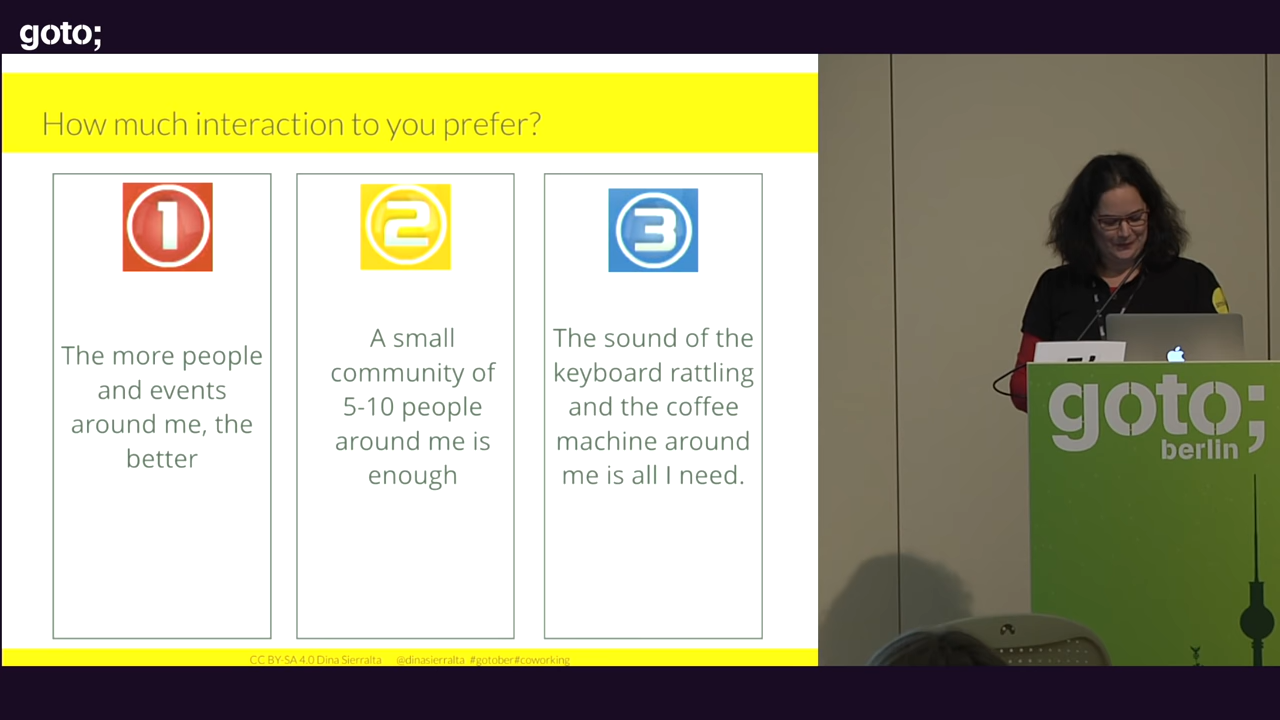 goto;
How much interaction to you prefer?
1
2
3
The more people
and events
around me, the
better
A small
community of
5-10 people
around me is
enough
The sound of the
keyboard rattling
and the coffee
machine around
me is all I need.
CC BY-SA 4.0 Dina Sierralta @dinasierralta #gotober#coworking
goto;
berlin